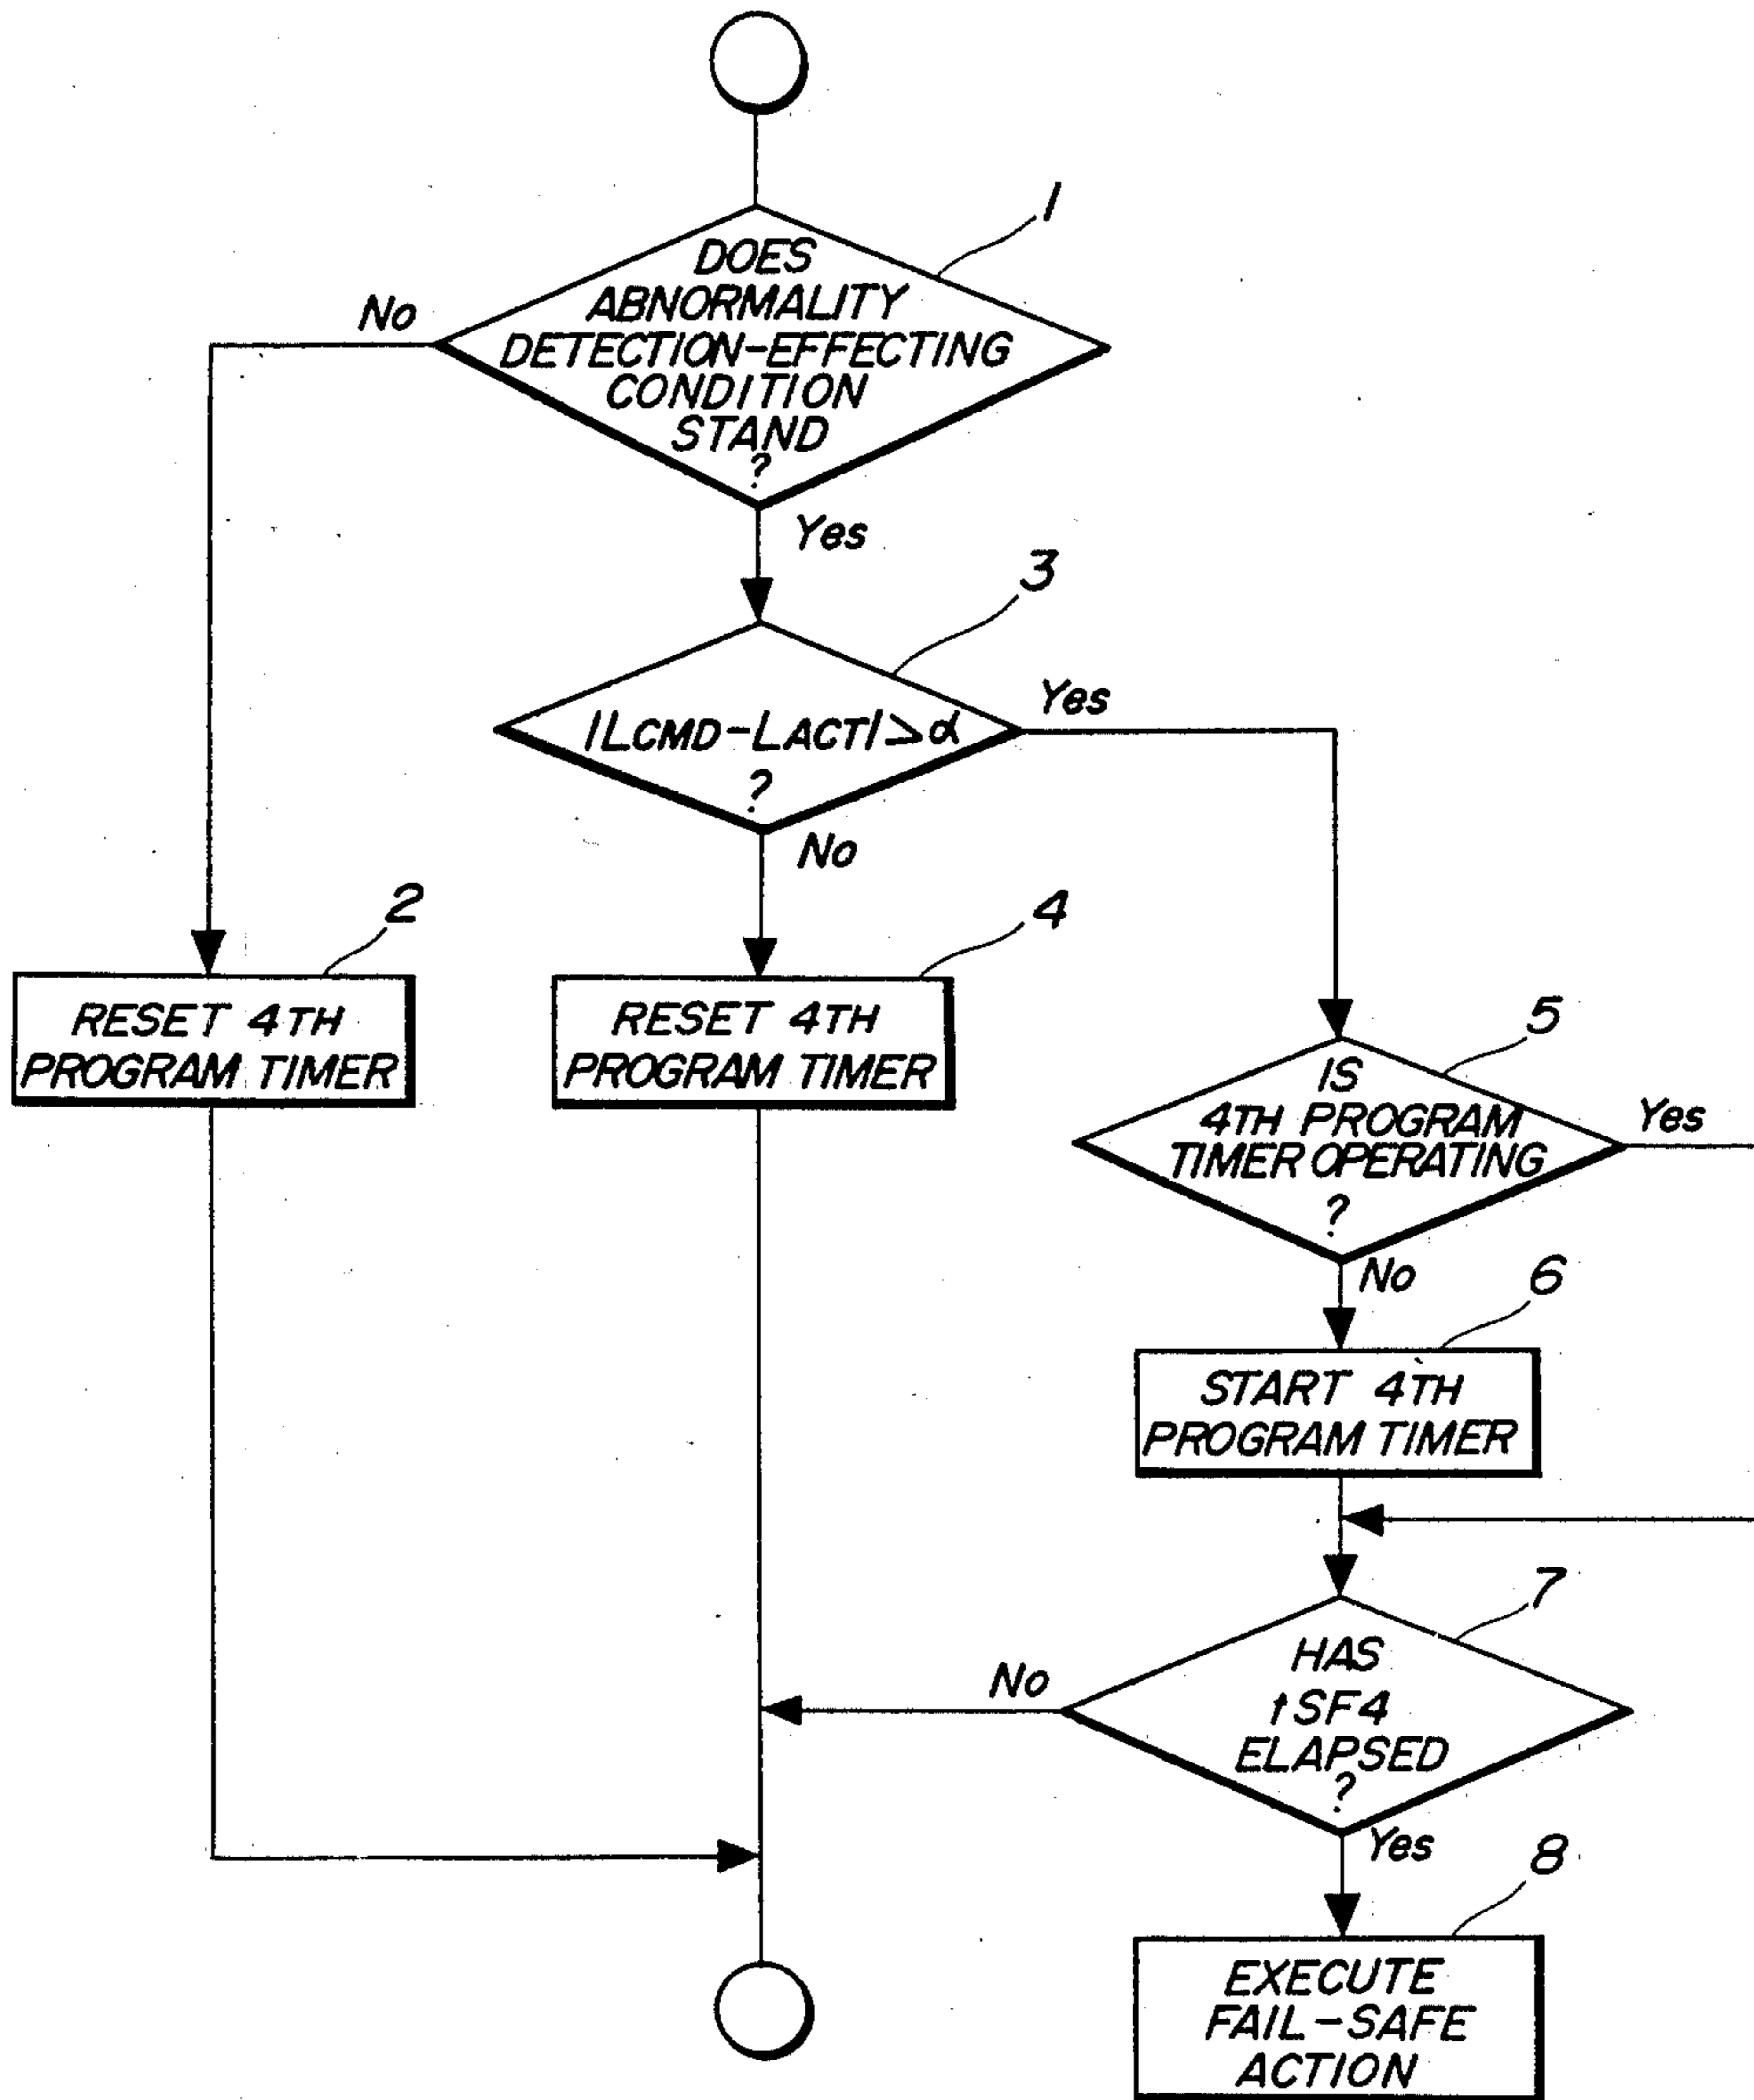 1
DOES
ABNORMALITY
DETECTION-EFFECTING
CONDITION
STAND
?
No
Yes
3
|LCMD-LACT|>α
?
Yes
No
2
RESET 4TH
PROGRAM TIMER
4
RESET 4TH
PROGRAM TIMER
5
IS
4TH PROGRAM
TIMER OPERATING
?
Yes
No
6
START 4TH
PROGRAM TIMER
7
HAS
tSF4
ELAPSED
?
No
Yes
8
EXECUTE
FAIL-SAFE
ACTION